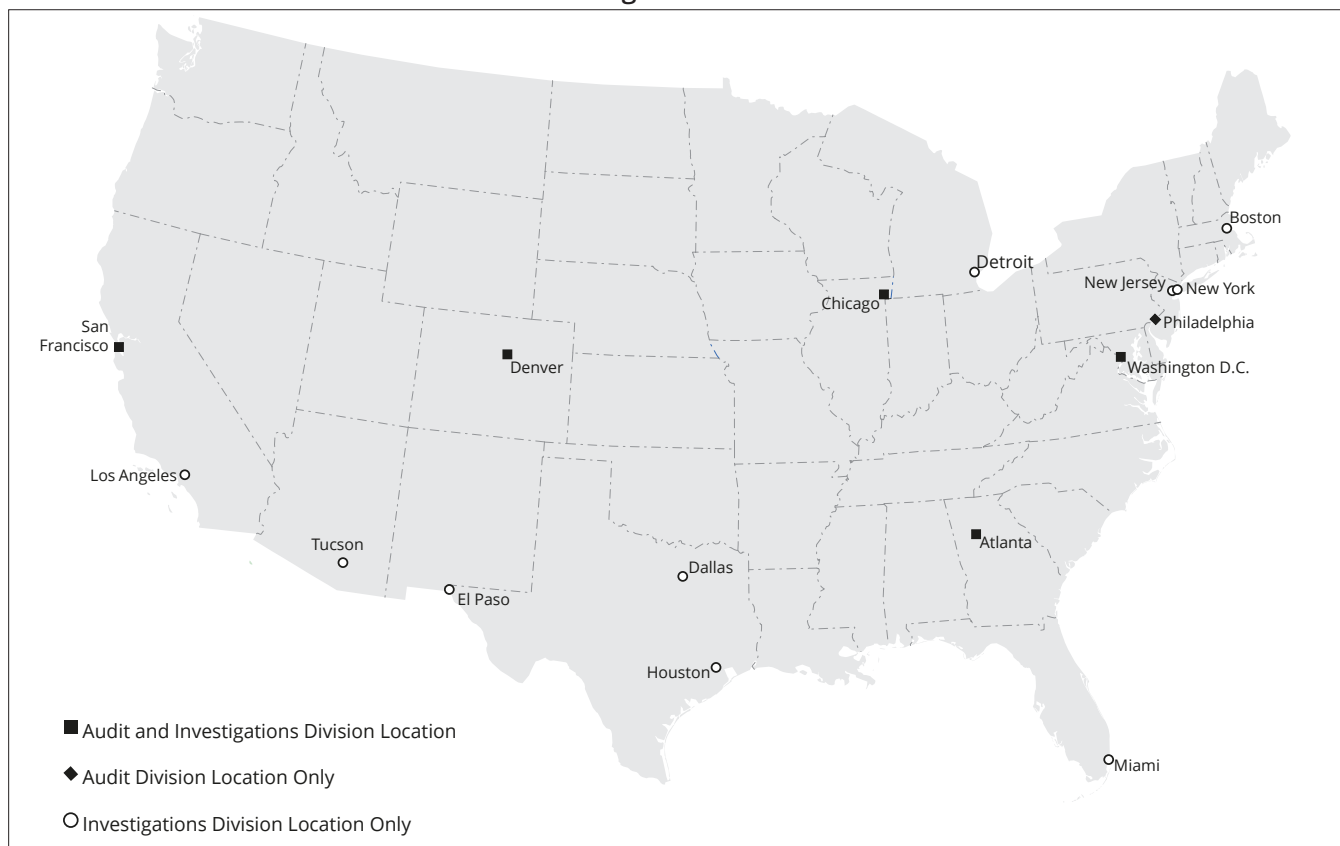 Boston
Detroit
New Jersey
New York
Chicago
Philadelphia
San
Francisco
Denver
Washington D.C.
Los Angeles
Tucson
Atlanta
Dallas
El Paso
Houston
Audit and Investigations Division Location
Miami
Audit Division Location Only
Investigations Division Location Only